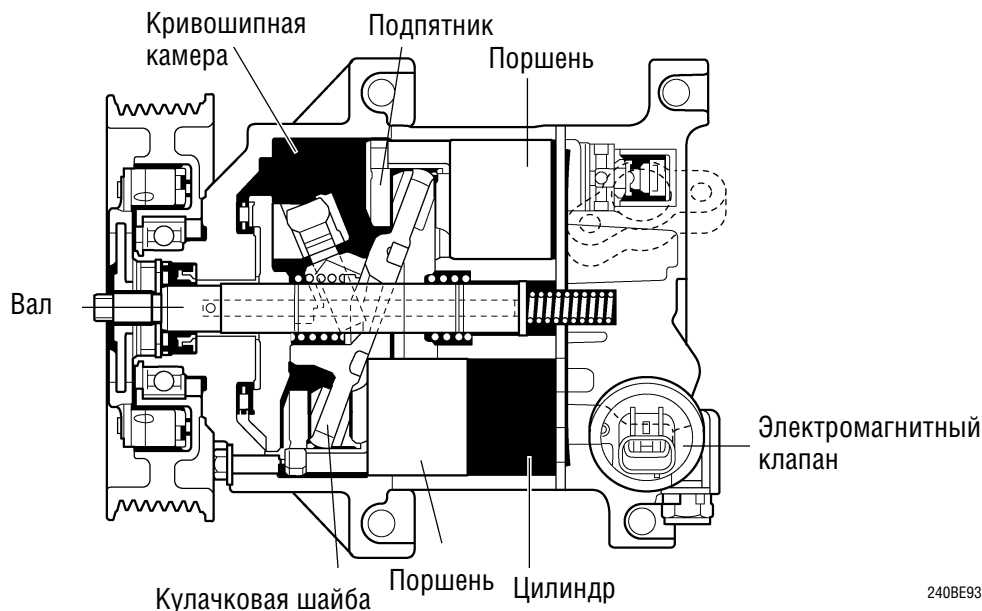 Кривошипная
камера
Подпятник
Поршень
Вал
Электромагнитный
клапан
Кулачковая шайба
Поршень
Цилиндр
240BE93